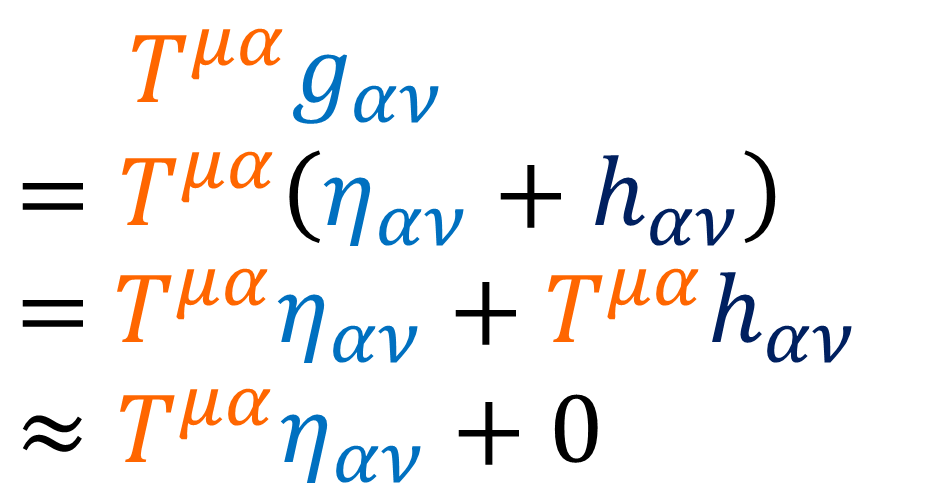 T^{μα} g_{αν}
= T^{μα}(η_{αν} + h_{αν})
= T^{μα} η_{αν} + T^{μα} h_{αν}
≈ T^{μα} η_{αν} + 0